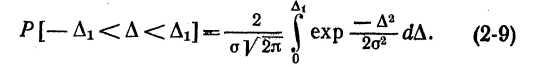 P[—Δ₁<Δ<Δ₁]= 2/(σ√2π) ∫₀^Δ₁ exp (—Δ²)/(2σ²) dΔ. (2-9)